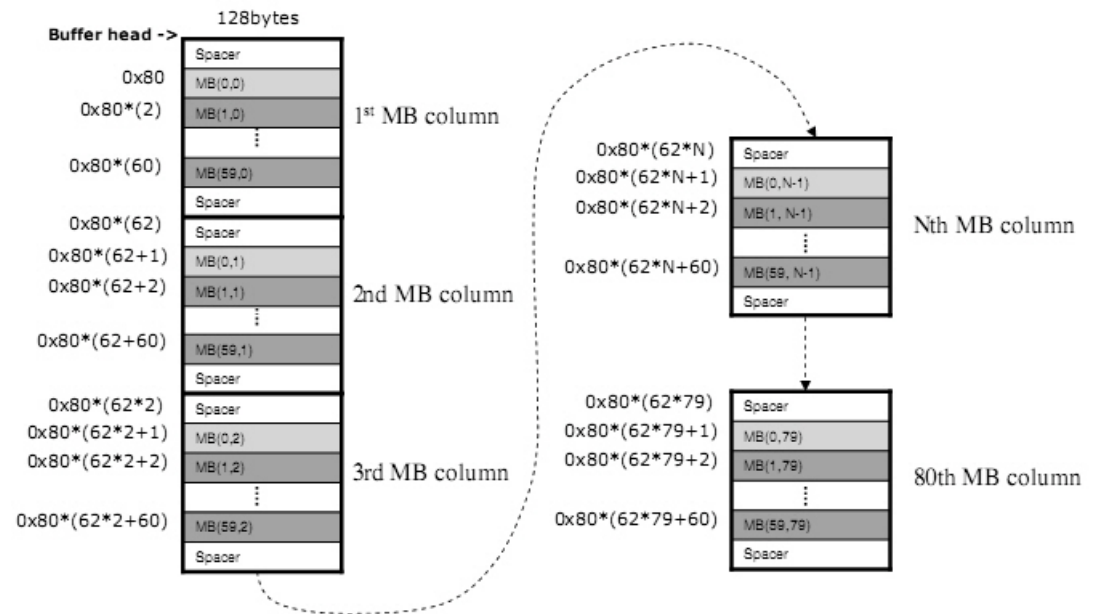 128bytes
Buffer head ->
Spacer
0x80
MB(0,0)
0x80*(2)
MB(1,0)
1st MB column
0x80*(60)
MB(59,0)
Spacer
0x80*(62)
Spacer
0x80*(62+1)
MB(0,1)
0x80*(62+2)
MB(1,1)
2nd MB column
0x80*(62+60)
MB(59,1)
Spacer
0x80*(62*2)
Spacer
0x80*(62*2+1)
MB(0,2)
0x80*(62*2+2)
MB(1,2)
3rd MB column
0x80*(62*2+60)
MB(59,2)
Spacer
0x80*(62*N)
Spacer
0x80*(62*N+1)
MB(0,N-1)
0x80*(62*N+2)
MB(1, N-1)
Nth MB column
0x80*(62*N+60)
MB(59, N-1)
Spacer
0x80*(62*79)
Spacer
0x80*(62*79+1)
MB(0,79)
0x80*(62*79+2)
MB(1,79)
80th MB column
0x80*(62*79+60)
MB(59,79)
Spacer